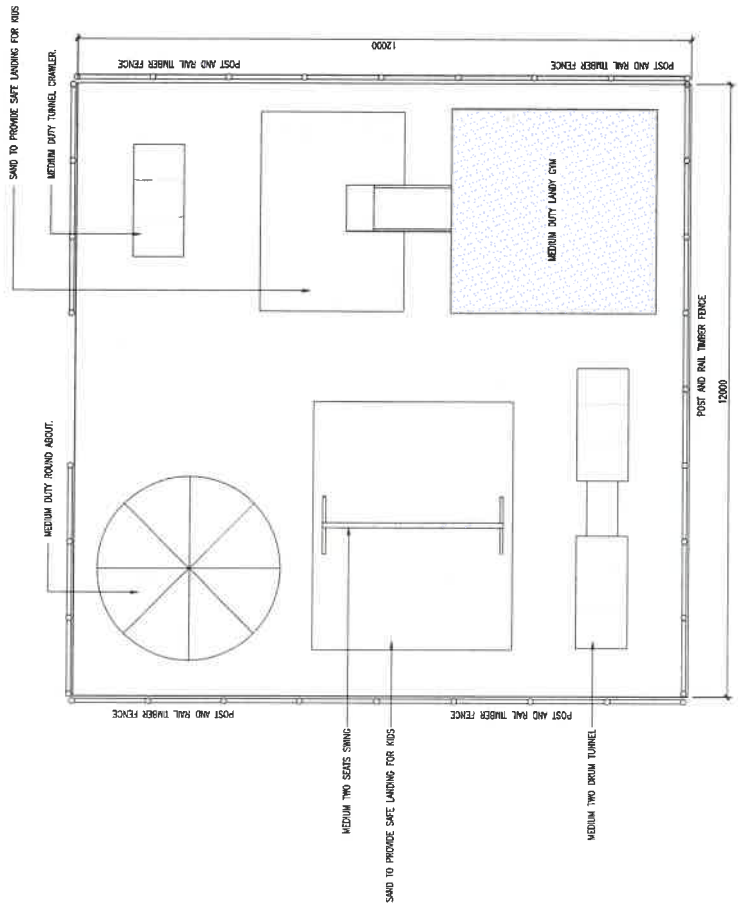 SAND TO PROVIDE SAFE LANDING FOR KIDS
MEDIUM DUTY TUNNEL CRAWLER.
12000
POST AND RAIL TIMBER FENCE
POST AND RAIL TIMBER FENCE
MEDIUM DUTY LANDY GYM
MEDIUM DUTY ROUND ABOUT.
POST AND RAIL TIMBER FENCE
12000
POST AND RAIL TIMBER FENCE
POST AND RAIL TIMBER FENCE
MEDIUM TWO SEATS SWING
SAND TO PROVIDE SAFE LANDING FOR KIDS
MEDIUM TWO DRUM TUNNEL